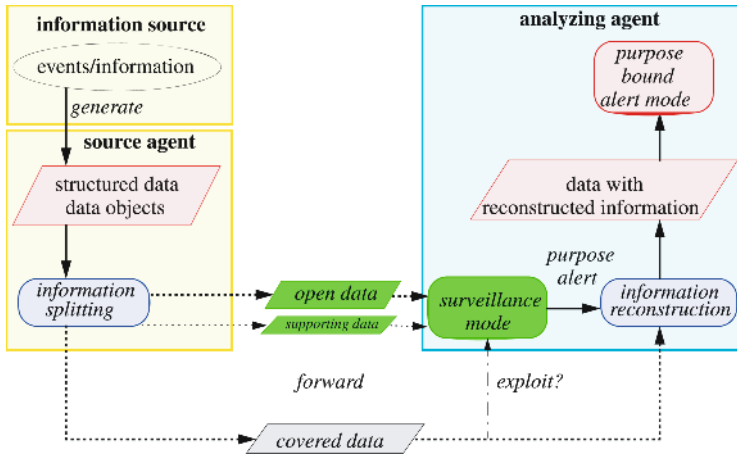 information source
events/information
generate
source agent
structured data
data objects
information
splitting
open data
supporting data
forward
covered data
exploit?
analyzing agent
purpose
bound
alert mode
data with
reconstructed information
purpose
alert
surveillance
mode
information
reconstruction